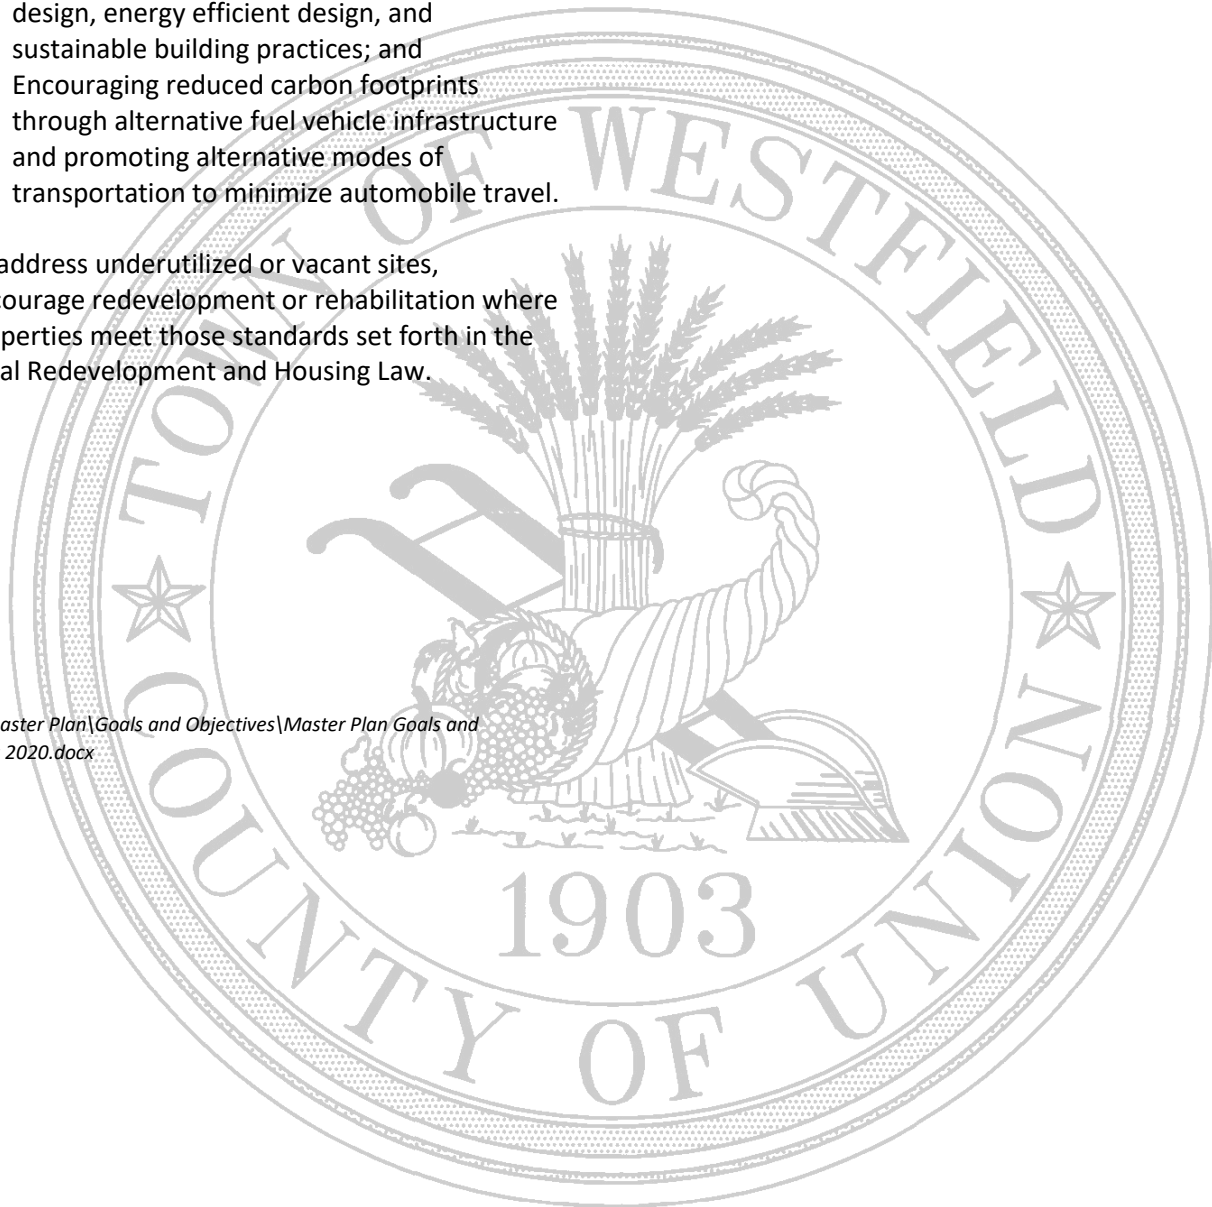 design, energy efficient design, and
sustainable building practices; and
Encouraging reduced carbon footprints
through alternative fuel vehicle infrastructure
and promoting alternative modes of
transportation to minimize automobile travel.
address underutilized or vacant sites,
courage redevelopment or rehabilitation where
perties meet those standards set forth in the
al Redevelopment and Housing Law.
aster Plan\Goals and Objectives\Master Plan Goals and
2020.docx
TOWN OF WESTFIELD
1903
COUNTY OF UNION